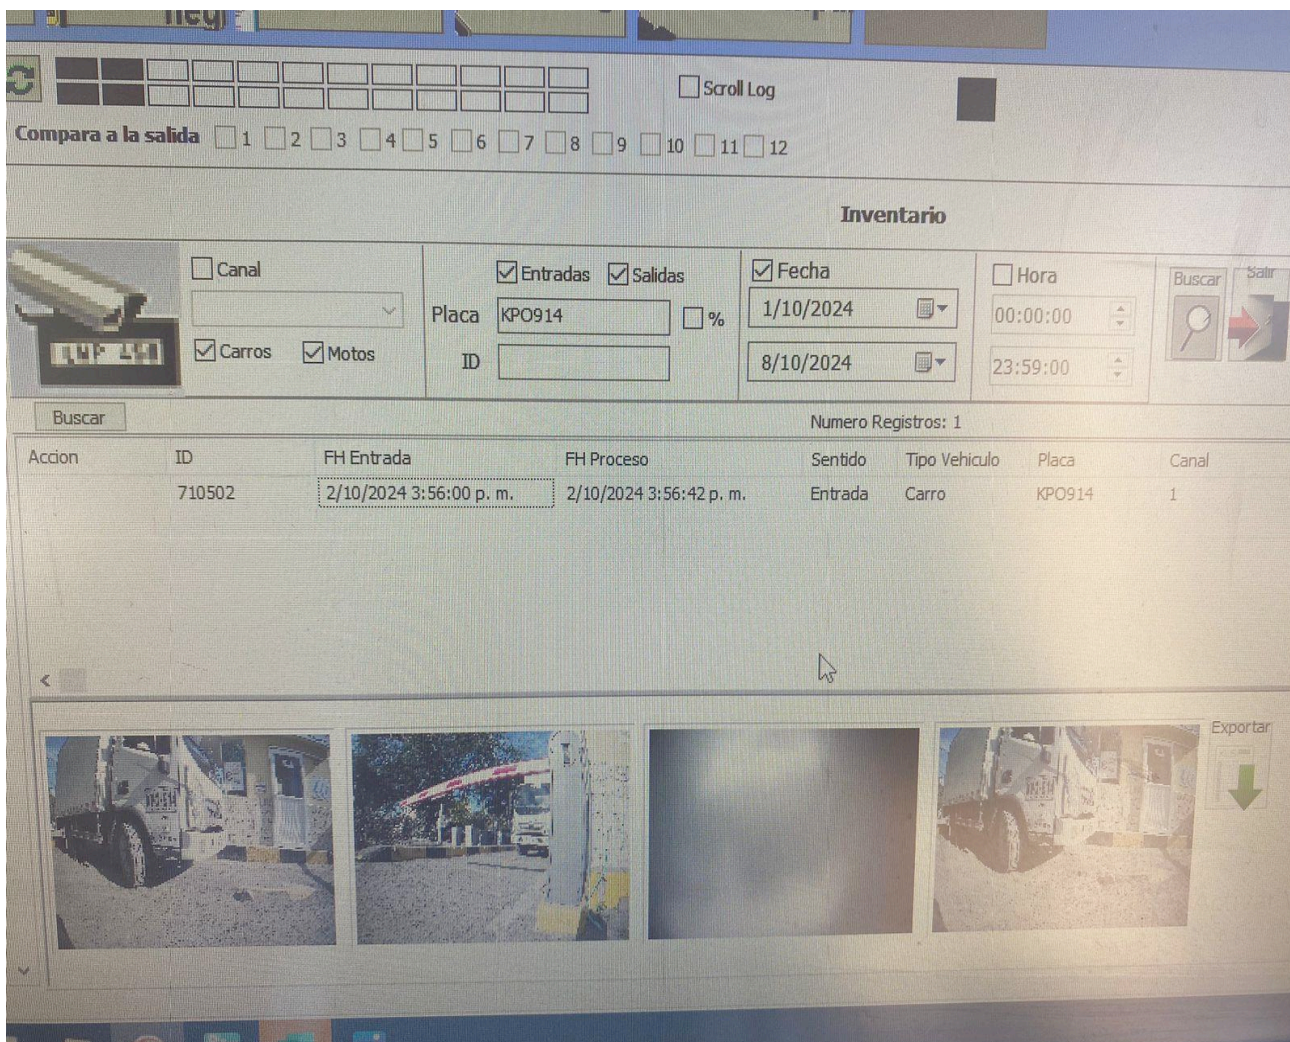 Scroll Log
Compara a la salida 1 2 3 4 5 6 7 8 9 10 11 12
Inventario
Canal
Entradas Salidas
Fecha
Hora
Buscar
Salir
Placa KPO914 %
1/10/2024
00:00:00
Carros Motos
ID
8/10/2024
23:59:00
Buscar
Numero Registros: 1
Accion ID FH Entrada FH Proceso Sentido Tipo Vehiculo Placa Canal
710502 2/10/2024 3:56:00 p. m. 2/10/2024 3:56:42 p. m. Entrada Carro KPO914 1
Exportar